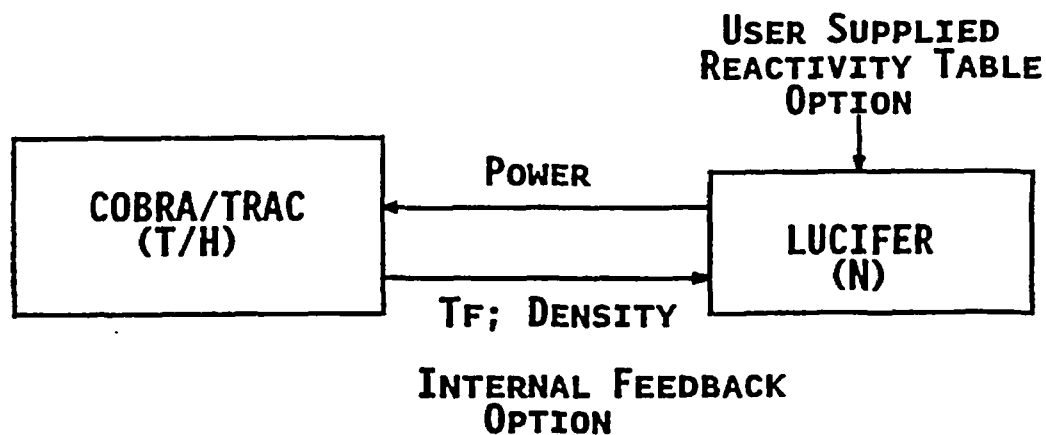 User Supplied
Reactivity Table
Option
Power
COBRA/TRAC
(T/H)
LUCIFER
(N)
TF; Density
Internal Feedback
Option